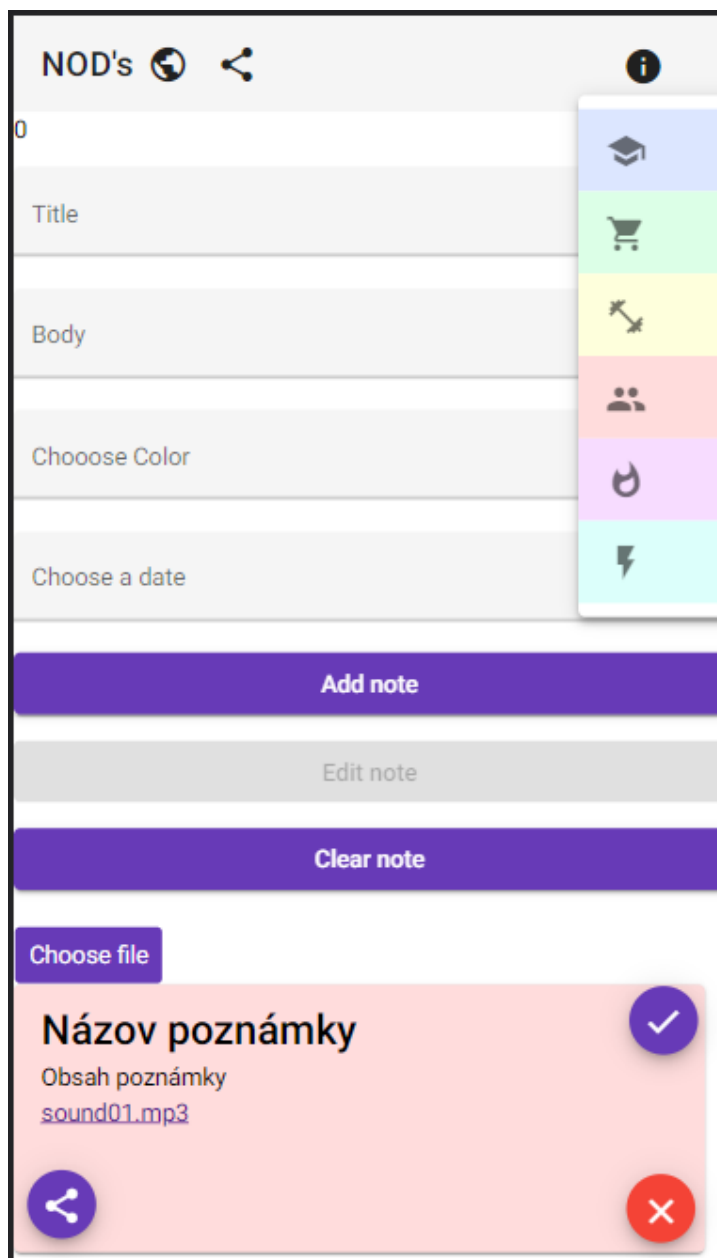 NOD's
0
Title
Body
Chooose Color
Choose a date
Add note
Edit note
Clear note
Choose file
Názov poznámky
Obsah poznámky
sound01.mp3